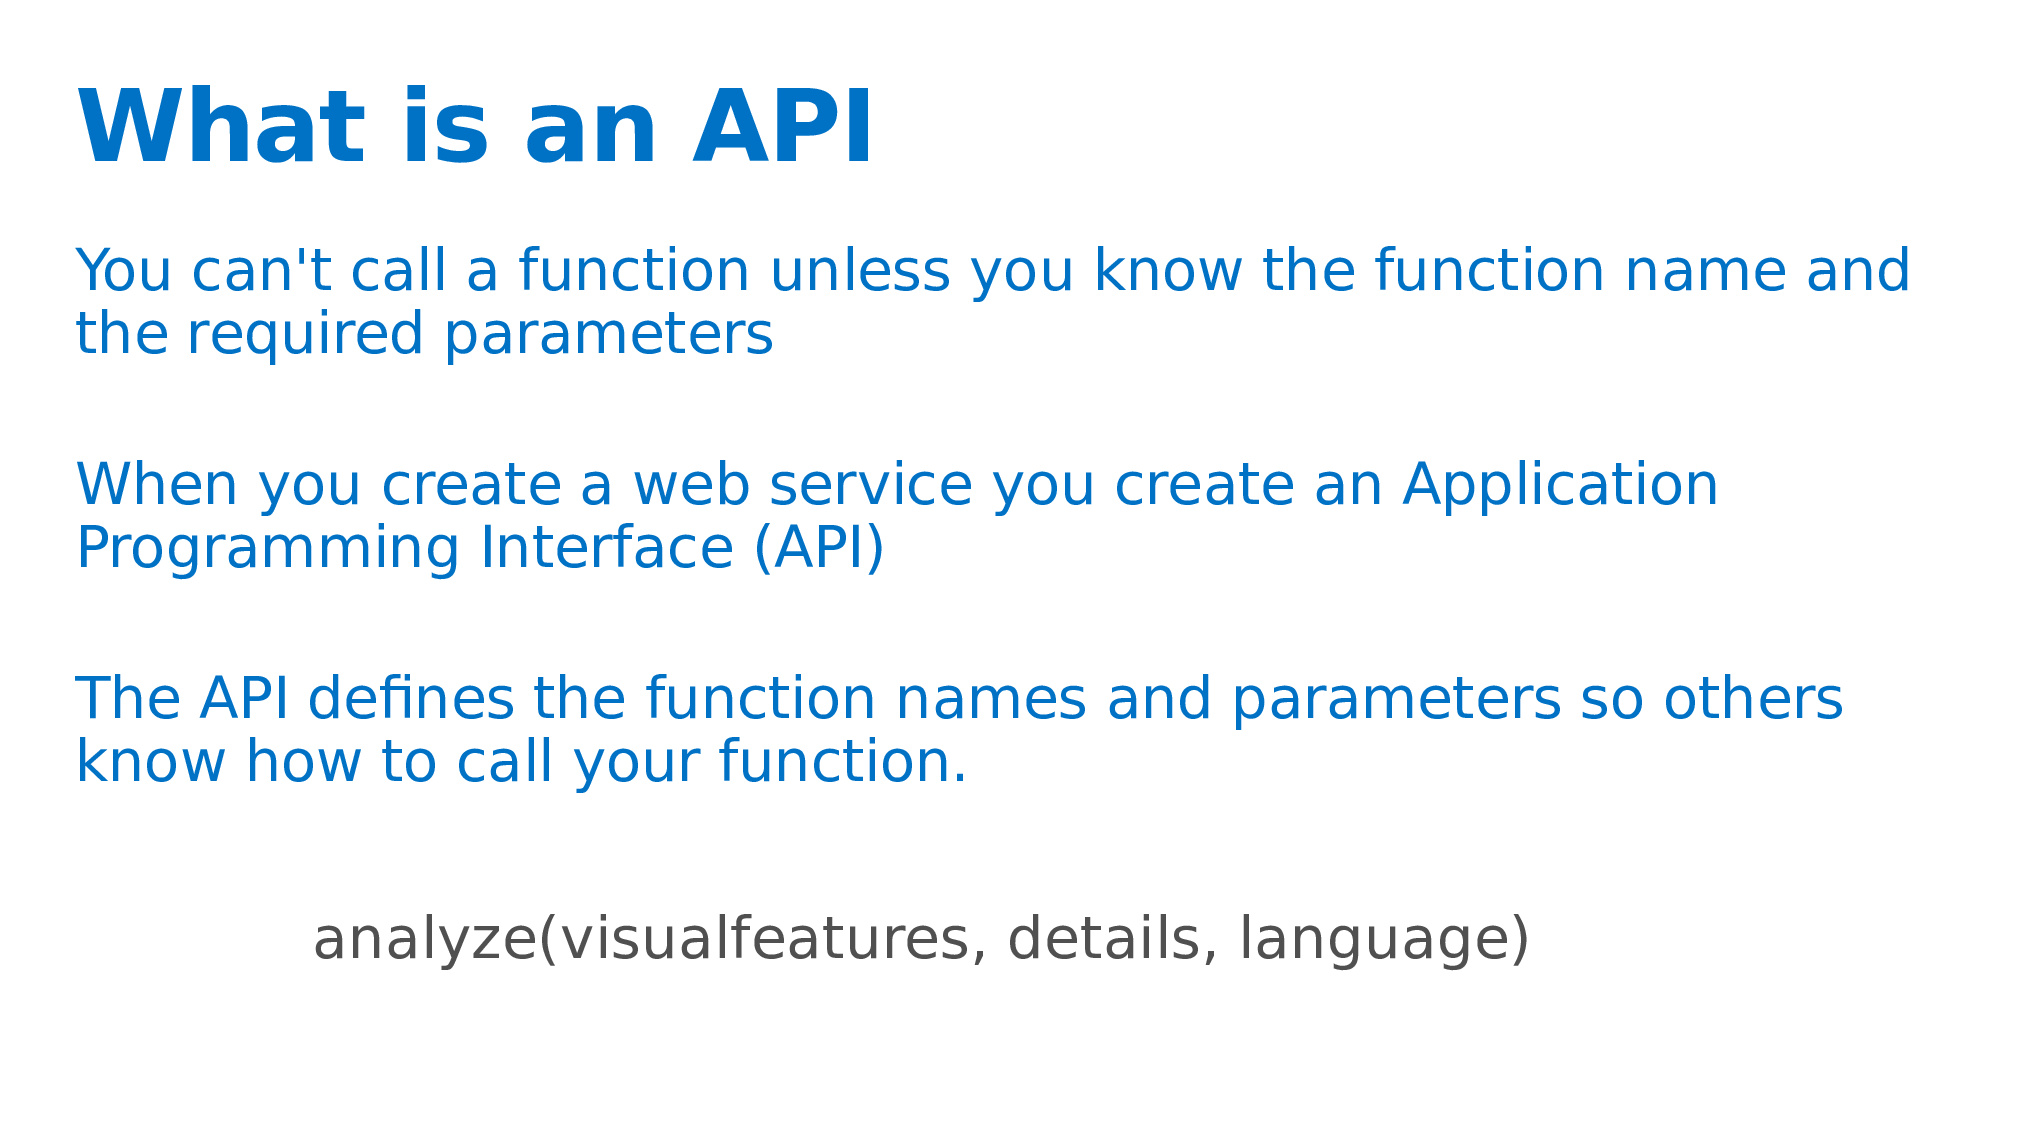 What is an API
You can't call a function unless you know the function name and
the required parameters
When you create a web service you create an Application
Programming Interface (API)
The API defines the function names and parameters so others
know how to call your function.
analyze(visualfeatures, details, language)